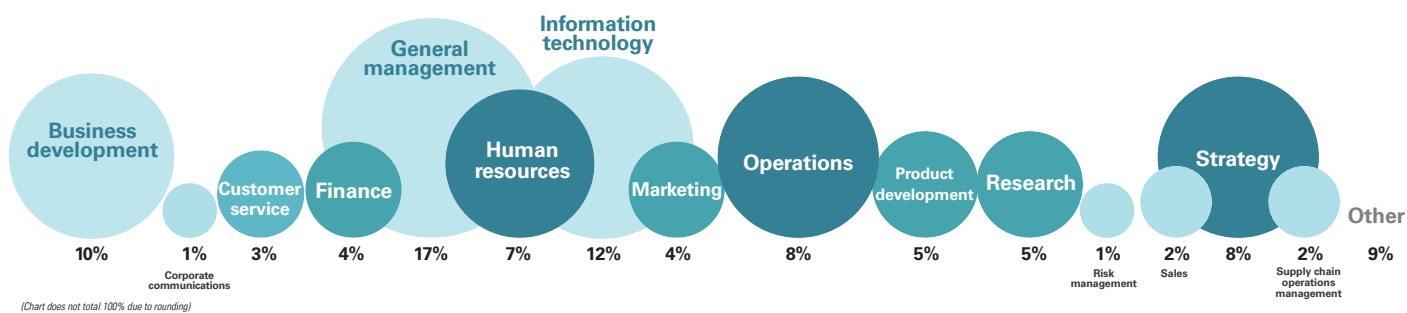 Business
development
10%
1%
Corporate
communications
Customer
service
3%
Finance
4%
General
management
17%
Human
resources
7%
Information
technology
12%
Marketing
4%
Operations
8%
Product
development
5%
Research
5%
1%
Risk
management
2%
Sales
Strategy
8%
2%
Supply chain
operations
management
Other
9%
(Chart does not total 100% due to rounding)